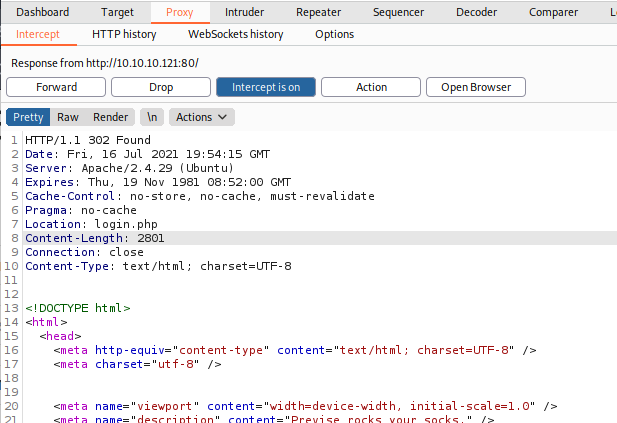 Dashboard Target Proxy Intruder Repeater Sequencer Decoder Comparer
Intercept HTTP history WebSockets history Options
Response from http://10.10.10.121:80/
Forward Drop Intercept is on Action Open Browser
Pretty Raw Render \n Actions
1 HTTP/1.1 302 Found
2 Date: Fri, 16 Jul 2021 19:54:15 GMT
3 Server: Apache/2.4.29 (Ubuntu)
4 Expires: Thu, 19 Nov 1981 08:52:00 GMT
5 Cache-Control: no-store, no-cache, must-revalidate
6 Pragma: no-cache
7 Location: login.php
8 Content-Length: 2801
9 Connection: close
10 Content-Type: text/html; charset=UTF-8
11
12
13 <!DOCTYPE html>
14 <html>
15 <head>
16 <meta http-equiv="content-type" content="text/html; charset=UTF-8" />
17 <meta charset="utf-8" />
18
19
20 <meta name="viewport" content="width=device-width, initial-scale=1.0" />
21 <meta name="description" content="Previse rocks your socks." />